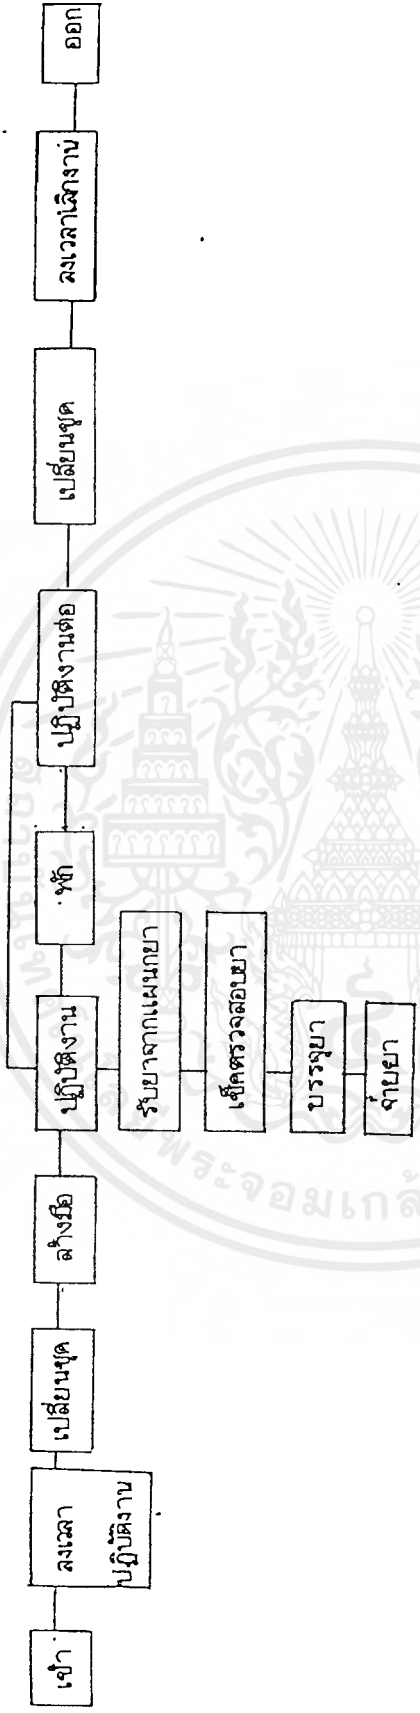 เข้า
ลงเวลา
ปฏิบัติงาน
เปลี่ยนชุด
ล้างมือ
ปฏิบัติงาน
รับยาจากแผนกยา
เช็คตรวจสอบยา
บรรจุยา
จ่ายยา
พัก
ปฏิบัติงานต่อ
เปลี่ยนชุด
ลงเวลาเลิกงาน
ออก